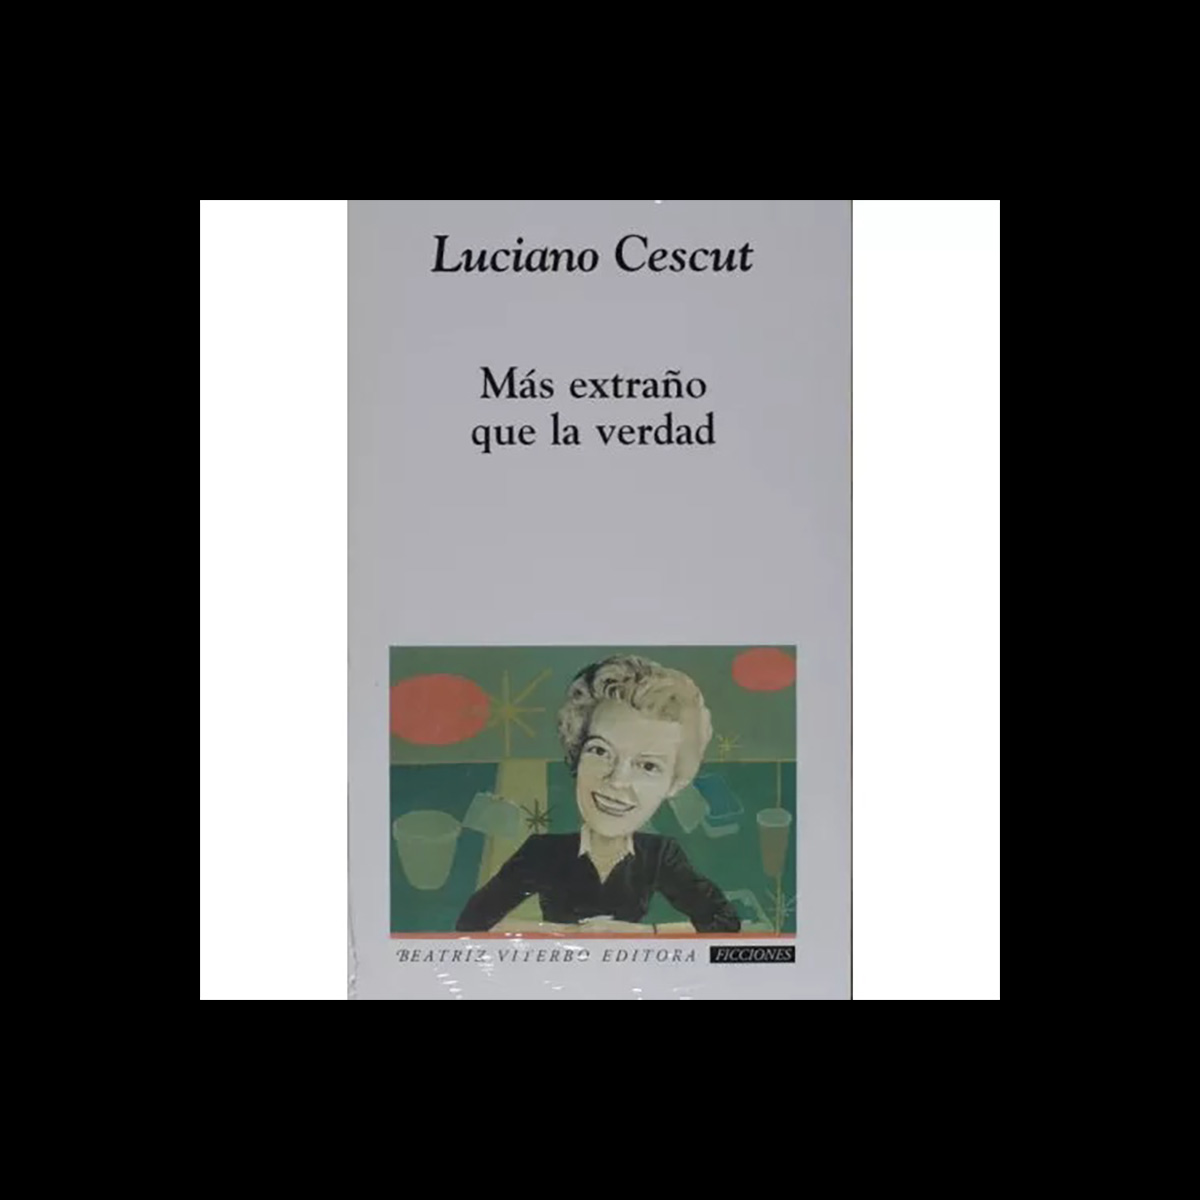 Luciano Cescut
Más extraño
que la verdad
BEATRIZ VITERBO EDITORA FICCIONES